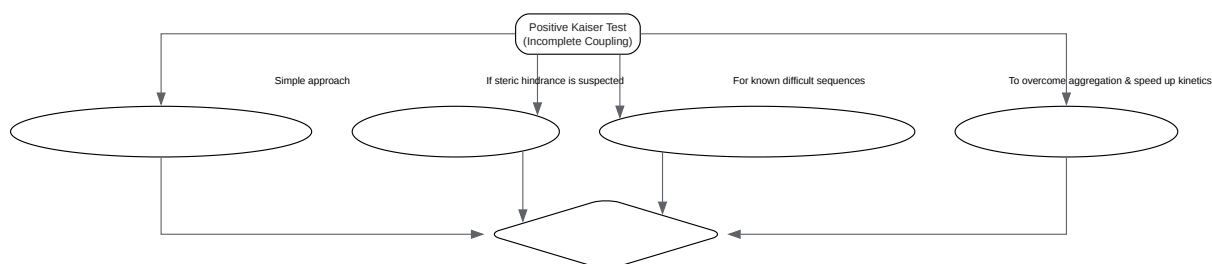 Positive Kaiser Test
(Incomplete Coupling)
Simple approach
If steric hindrance is suspected
For known difficult sequences
To overcome aggregation & speed up kinetics